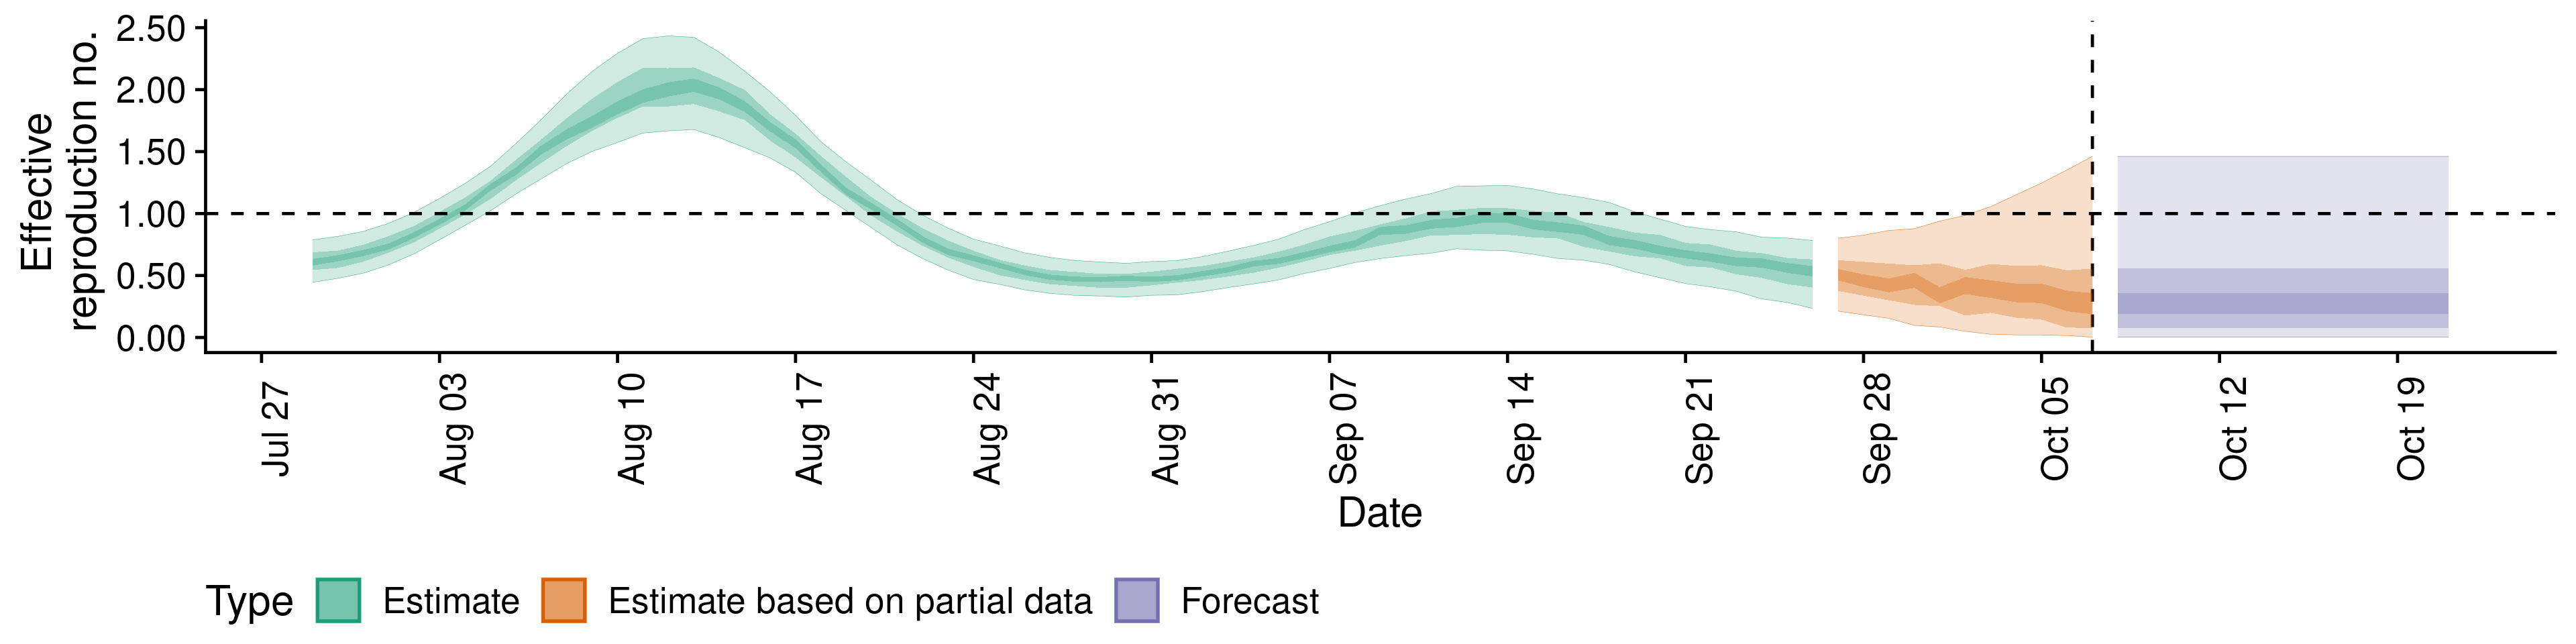 Effective
reproduction no.
2.50
2.00
1.50
1.00
0.50
0.00
Jul 27
Aug 03
Aug 10
Aug 17
Aug 24
Aug 31
Sep 07
Sep 14
Sep 21
Sep 28
Oct 05
Oct 12
Oct 19
Date
Type Estimate Estimate based on partial data Forecast